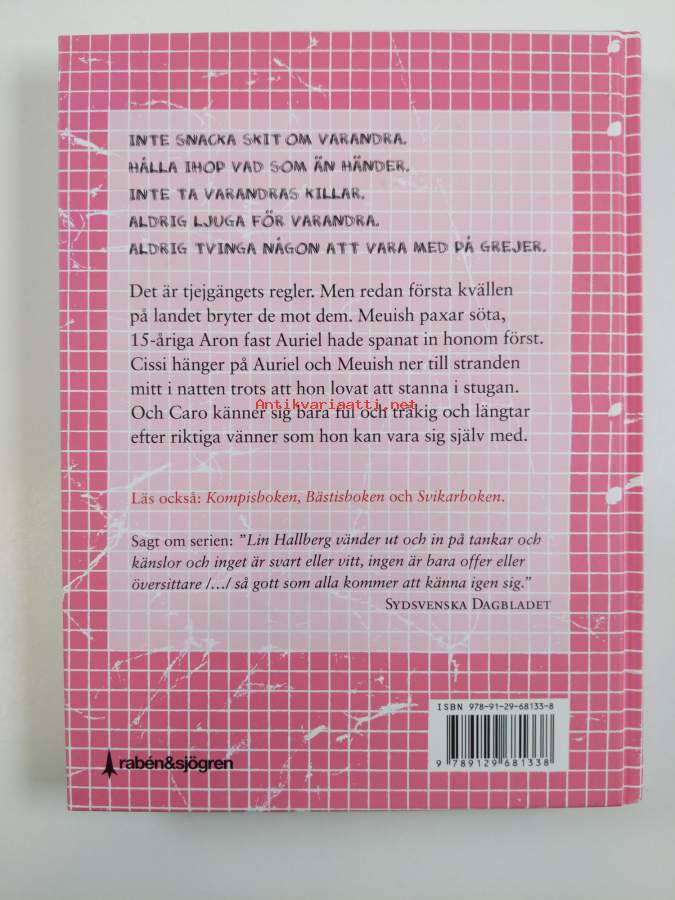 INTE SNACKA SKIT OM VARANDRA.
HÅLLA IHOP VAD SOM ÄN HÄNDER.
INTE TA VARANDRAS KILLAR.
ALDRIG LJUGA FÖR VARANDRA.
ALDRIG TVINGA NÅGON ATT VARA MED PÅ GREJER.
Det är tjejgängets regler. Men redan första kvällen
på landet bryter de mot dem. Meuish paxar söta,
15-åriga Aron fast Auriel hade spanat in honom först.
Cissi hänger på Auriel och Meuish ner till stranden
mitt i natten trots att hon lovat att stanna i stugan.
Antikvariaatti.net
Och Caro känner sig bara ful och tråkig och längtar
efter riktiga vänner som hon kan vara sig själv med.
Läs också: Kompisboken, Bästisboken och Svikarboken.
Sagt om serien: ”Lin Hallberg vänder ut och in på tankar och
känslor och inget är svart eller vitt, ingen är bara offer eller
översittare /…/ så gott som alla kommer att känna igen sig.”
SYDSVENSKA DAGBLADET
ISBN 978-91-29-68133-8
9 789129 681338
rabén&sjögren